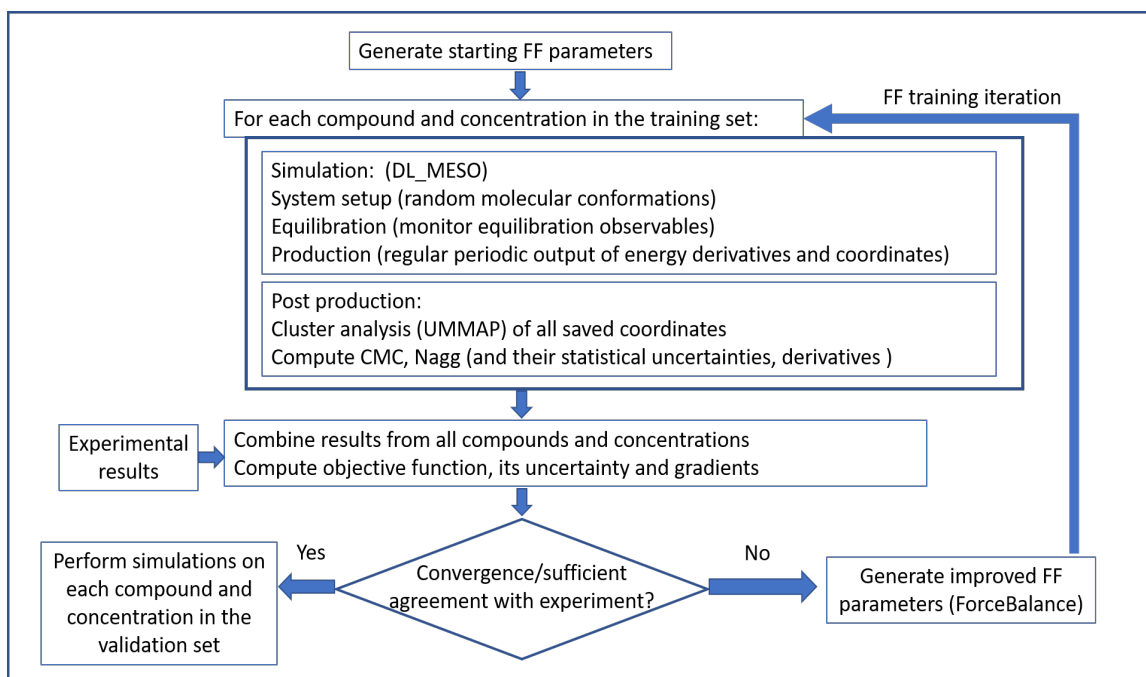 Generate starting FF parameters
FF training iteration
For each compound and concentration in the training set:
Simulation:  (DL_MESO)
System setup (random molecular conformations)
Equilibration (monitor equilibration observables)
Production (regular periodic output of energy derivatives and coordinates)
Post production:
Cluster analysis (UMMAP) of all saved coordinates
Compute CMC, Nagg (and their statistical uncertainties, derivatives )
Experimental
results
Combine results from all compounds and concentrations
Compute objective function, its uncertainty and gradients
Convergence/sufficient
agreement with experiment?
Yes
No
Perform simulations on
each compound and
concentration in the
validation set
Generate improved FF
parameters (ForceBalance)